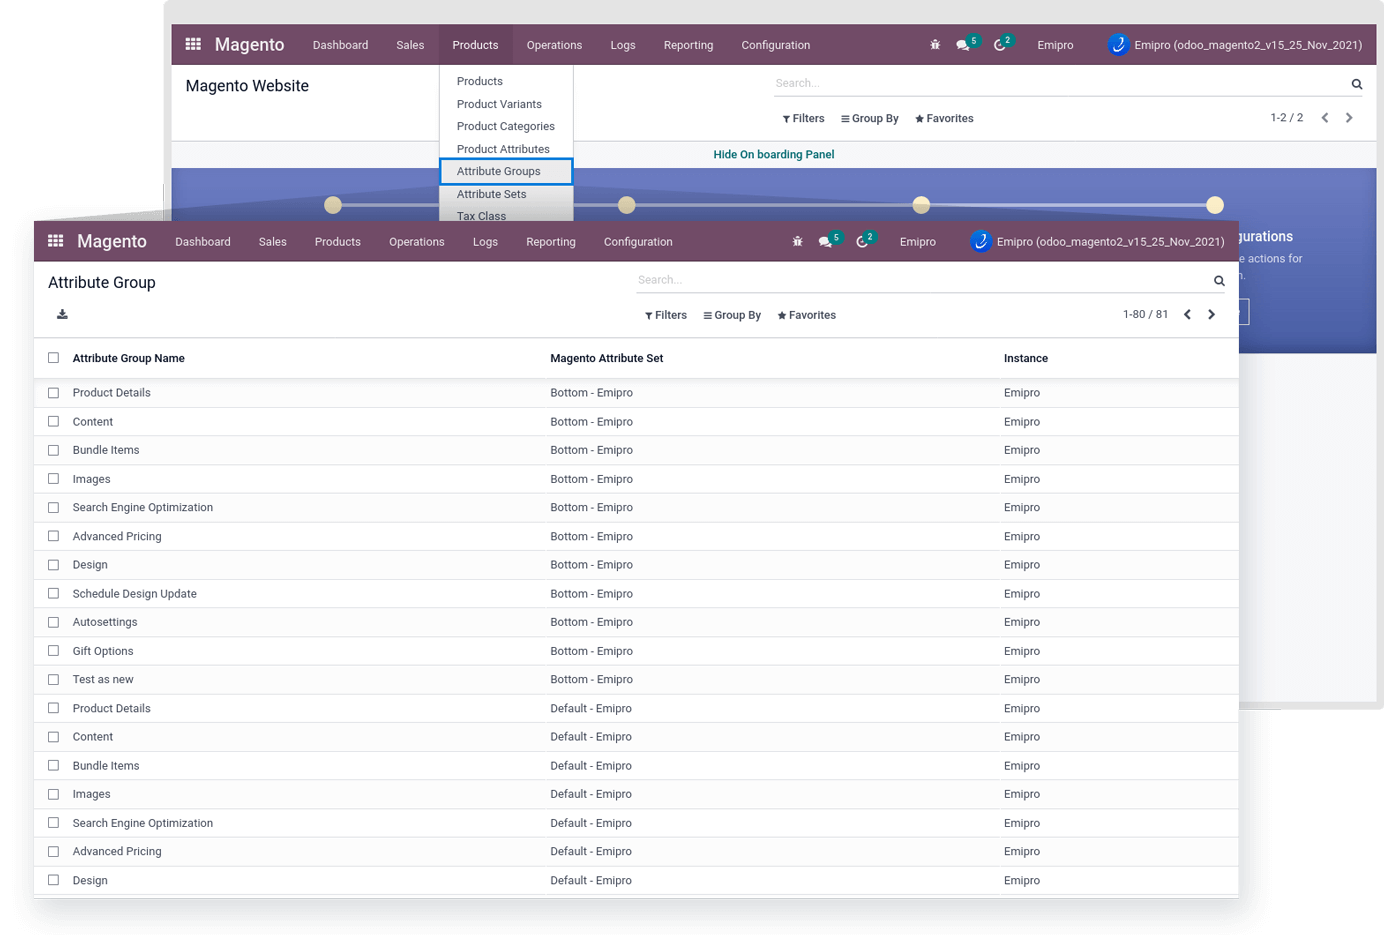 Magento Dashboard Sales Products Operations Logs Reporting Configuration 5 2 Emipro Emipro (odoo_magento2_v15_25_Nov_2021)
Magento Website
Search...
Filters Group By Favorites 1-2 / 2
Products
Product Variants
Product Categories
Product Attributes
Attribute Groups
Attribute Sets
Tax Class
Hide On boarding Panel
gurations
e actions for
n.
Magento Dashboard Sales Products Operations Logs Reporting Configuration 5 2 Emipro Emipro (odoo_magento2_v15_25_Nov_2021)
Attribute Group
Search...
Filters Group By Favorites 1-80 / 81
Attribute Group Name Magento Attribute Set Instance
Product Details Bottom - Emipro Emipro
Content Bottom - Emipro Emipro
Bundle Items Bottom - Emipro Emipro
Images Bottom - Emipro Emipro
Search Engine Optimization Bottom - Emipro Emipro
Advanced Pricing Bottom - Emipro Emipro
Design Bottom - Emipro Emipro
Schedule Design Update Bottom - Emipro Emipro
Autosettings Bottom - Emipro Emipro
Gift Options Bottom - Emipro Emipro
Test as new Bottom - Emipro Emipro
Product Details Default - Emipro Emipro
Content Default - Emipro Emipro
Bundle Items Default - Emipro Emipro
Images Default - Emipro Emipro
Search Engine Optimization Default - Emipro Emipro
Advanced Pricing Default - Emipro Emipro
Design Default - Emipro Emipro